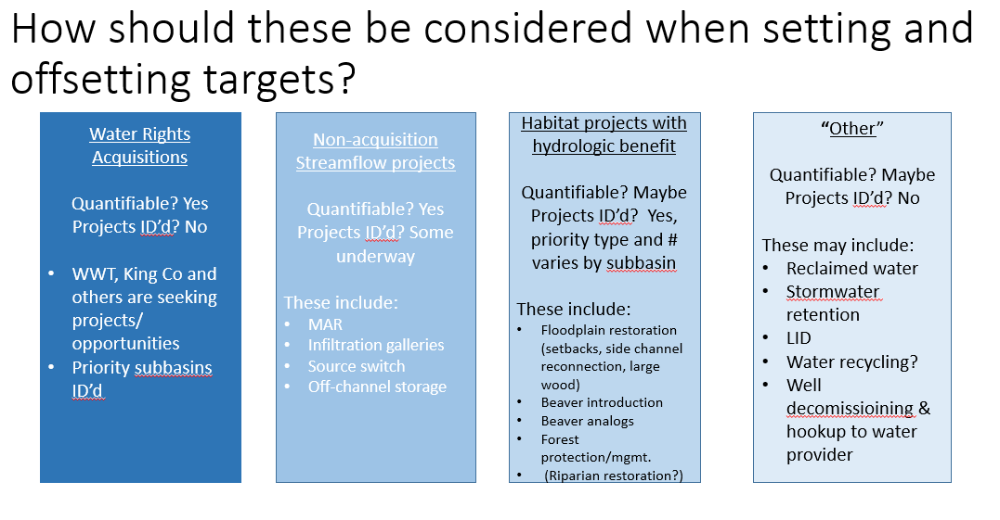 How should these be considered when setting and
offsetting targets?
Water Rights
Acquisitions
Quantifiable? Yes
Projects ID’d? No
• WWT, King Co and
others are seeking
projects/
opportunities
• Priority subbasins
ID’d
Non-acquisition
Streamflow projects
Quantifiable? Yes
Projects ID’d? Some
underway
These include:
• MAR
• Infiltration galleries
• Source switch
• Off-channel storage
Habitat projects with
hydrologic benefit
Quantifiable? Maybe
Projects ID’d? Yes,
priority type and #
varies by subbasin
These include:
• Floodplain restoration
(setbacks, side channel
reconnection, large
wood)
• Beaver introduction
• Beaver analogs
• Forest
protection/mgmt.
• (Riparian restoration?)
“Other”
Quantifiable? Maybe
Projects ID’d? No
These may include:
• Reclaimed water
• Stormwater
retention
• LID
• Water recycling?
• Well
decomissioining &
hookup to water
provider